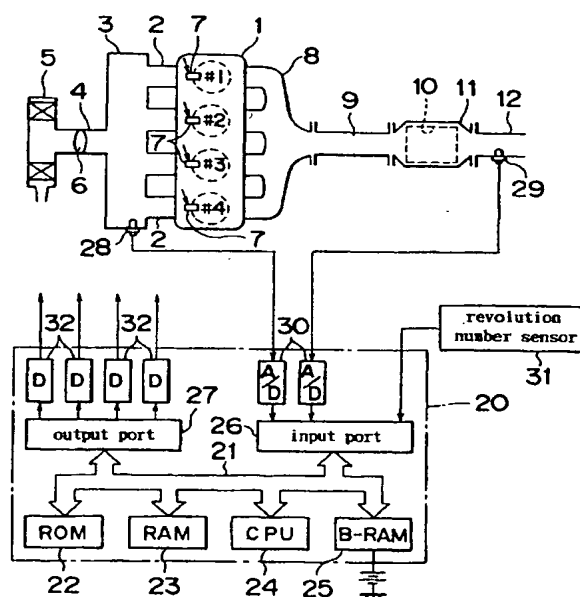 3 2 7 1 8
5 4 9 10 11 12
#1
6 7 #2
#3
#4
29
28 2 7
32 32 30
revolution
number sensor
31
D D D D A/D A/D
20
output port 27 26 input port
21
ROM RAM CPU B-RAM
22 23 24 25